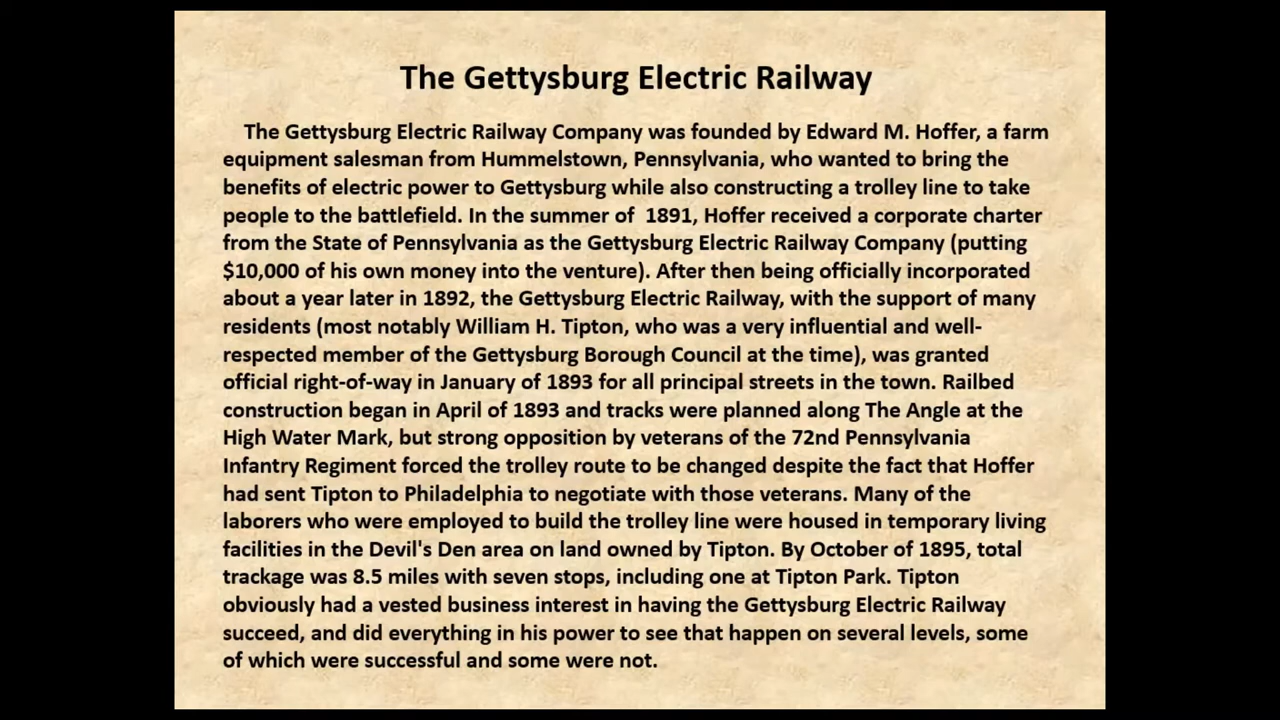 The Gettysburg Electric Railway
The Gettysburg Electric Railway Company was founded by Edward M. Hoffer, a farm
equipment salesman from Hummelstown, Pennsylvania, who wanted to bring the
benefits of electric power to Gettysburg while also constructing a trolley line to take
people to the battlefield. In the summer of  1891, Hoffer received a corporate charter
from the State of Pennsylvania as the Gettysburg Electric Railway Company (putting
$10,000 of his own money into the venture). After then being officially incorporated
about a year later in 1892, the Gettysburg Electric Railway, with the support of many
residents (most notably William H. Tipton, who was a very influential and well-
respected member of the Gettysburg Borough Council at the time), was granted
official right-of-way in January of 1893 for all principal streets in the town. Railbed
construction began in April of 1893 and tracks were planned along The Angle at the
High Water Mark, but strong opposition by veterans of the 72nd Pennsylvania
Infantry Regiment forced the trolley route to be changed despite the fact that Hoffer
had sent Tipton to Philadelphia to negotiate with those veterans. Many of the
laborers who were employed to build the trolley line were housed in temporary living
facilities in the Devil's Den area on land owned by Tipton. By October of 1895, total
trackage was 8.5 miles with seven stops, including one at Tipton Park. Tipton
obviously had a vested business interest in having the Gettysburg Electric Railway
succeed, and did everything in his power to see that happen on several levels, some
of which were successful and some were not.